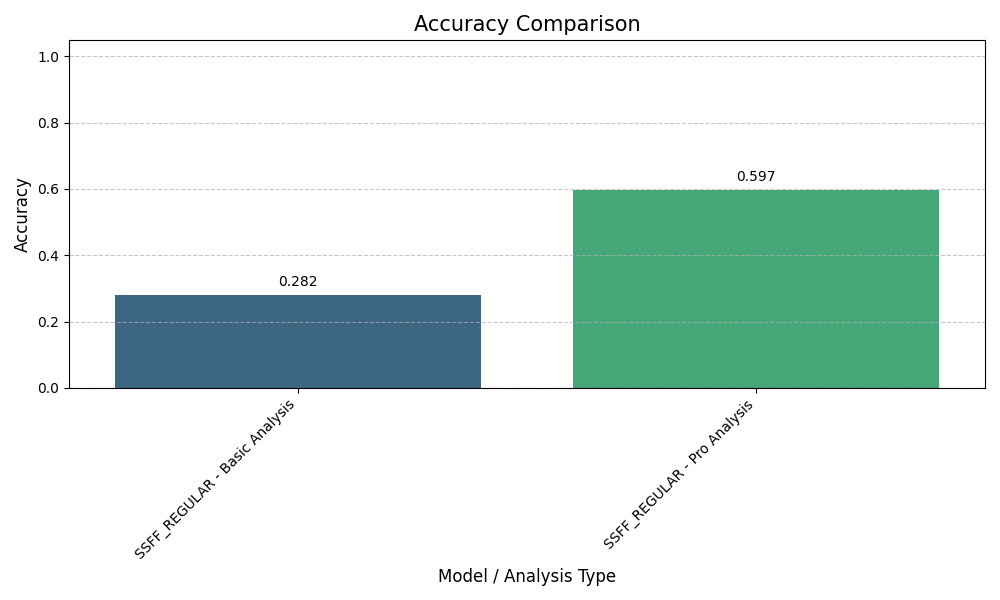 Accuracy Comparison
1.0
0.8
0.6
0.4
0.2
0.0
Accuracy
0.282
0.597
SSFF_REGULAR - Basic Analysis
SSFF_REGULAR - Pro Analysis
Model / Analysis Type